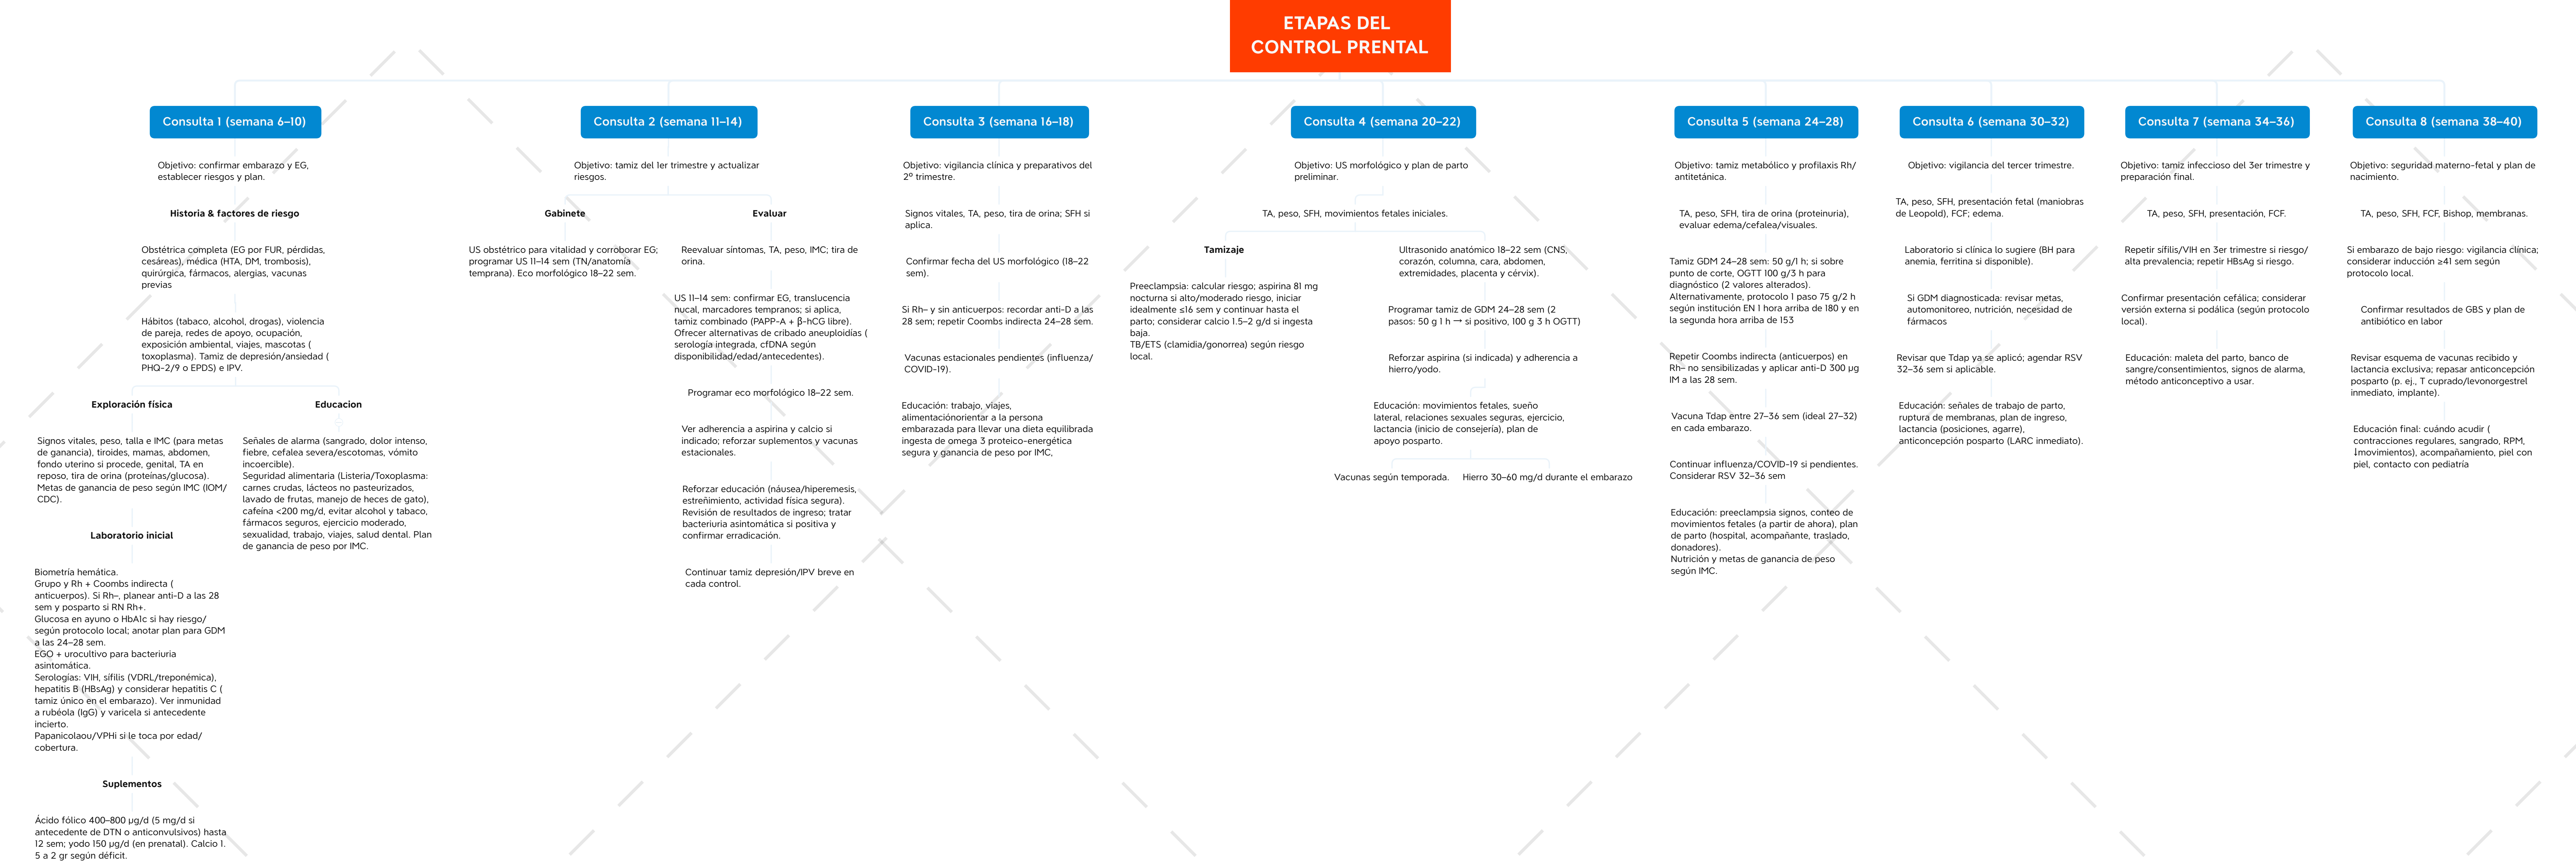 ETAPAS DEL
CONTROL PRENTAL
Consulta 1 (semana 6–10)
Objetivo: confirmar embarazo y EG,
establecer riesgos y plan.
Historia & factores de riesgo
Obstétrica completa (EG por FUR, pérdidas,
cesáreas), médica (HTA, DM, trombosis),
quirúrgica, fármacos, alergias, vacunas
previas
Hábitos (tabaco, alcohol, drogas), violencia
de pareja, redes de apoyo, ocupación,
exposición ambiental, viajes, mascotas (
toxoplasma). Tamiz de depresión/ansiedad (
PHQ-2/9 o EPDS) e IPV.
Exploración física
Signos vitales, peso, talla e IMC (para metas
de ganancia), tiroides, mamas, abdomen,
fondo uterino si procede, genital, TA en
reposo, tira de orina (proteínas/glucosa).
Metas de ganancia de peso según IMC (IOM/
CDC).
Laboratorio inicial
Biometría hemática.
Grupo y Rh + Coombs indirecta (
anticuerpos). Si Rh–, planear anti-D a las 28
sem y posparto si RN Rh+.
Glucosa en ayuno o HbA1c si hay riesgo/
según protocolo local; anotar plan para GDM
a las 24–28 sem.
EGO + urocultivo para bacteriuria
asintomática.
Serologías: VIH, sífilis (VDRL/treponémica),
hepatitis B (HBsAg) y considerar hepatitis C (
tamiz único en el embarazo). Ver inmunidad
a rubéola (IgG) y varicela si antecedente
incierto.
Papanicolaou/VPHi si le toca por edad/
cobertura.
Suplementos
Ácido fólico 400–800 µg/d (5 mg/d si
antecedente de DTN o anticonvulsivos) hasta
12 sem; yodo 150 µg/d (en prenatal). Calcio 1.
5 a 2 gr según déficit.
Educacion
Señales de alarma (sangrado, dolor intenso,
fiebre, cefalea severa/escotomas, vómito
incoercible).
Seguridad alimentaria (Listeria/Toxoplasma:
carnes crudas, lácteos no pasteurizados,
lavado de frutas, manejo de heces de gato),
cafeína <200 mg/d, evitar alcohol y tabaco,
fármacos seguros, ejercicio moderado,
sexualidad, trabajo, viajes, salud dental. Plan
de ganancia de peso por IMC.
Consulta 2 (semana 11–14)
Objetivo: tamiz del 1er trimestre y actualizar
riesgos.
Gabinete
US obstétrico para vitalidad y corroborar EG;
programar US 11–14 sem (TN/anatomía
temprana). Eco morfológico 18–22 sem.
Evaluar
Reevaluar síntomas, TA, peso, IMC; tira de
orina.
US 11–14 sem: confirmar EG, translucencia
nucal, marcadores tempranos; si aplica,
tamiz combinado (PAPP-A + β-hCG libre).
Ofrecer alternativas de cribado aneuploidías (
serología integrada, cfDNA según
disponibilidad/edad/antecedentes).
Programar eco morfológico 18–22 sem.
Ver adherencia a aspirina y calcio si
indicado; reforzar suplementos y vacunas
estacionales.
Reforzar educación (náusea/hiperemesis,
estreñimiento, actividad física segura).
Revisión de resultados de ingreso; tratar
bacteriuria asintomática si positiva y
confirmar erradicación.
Continuar tamiz depresión/IPV breve en
cada control.
Consulta 3 (semana 16–18)
Objetivo: vigilancia clínica y preparativos del
2º trimestre.
Signos vitales, TA, peso, tira de orina; SFH si
aplica.
Confirmar fecha del US morfológico (18–22
sem).
Si Rh– y sin anticuerpos: recordar anti-D a las
28 sem; repetir Coombs indirecta 24–28 sem.
Vacunas estacionales pendientes (influenza/
COVID-19).
Educación: trabajo, viajes,
alimentaciónorientar a la persona
embarazada para llevar una dieta equilibrada
ingesta de omega 3 proteico-energética
segura y ganancia de peso por IMC,
Consulta 4 (semana 20–22)
Objetivo: US morfológico y plan de parto
preliminar.
TA, peso, SFH, movimientos fetales iniciales.
Tamizaje
Preeclampsia: calcular riesgo; aspirina 81 mg
nocturna si alto/moderado riesgo, iniciar
idealmente ≤16 sem y continuar hasta el
parto; considerar calcio 1.5–2 g/d si ingesta
baja.
TB/ETS (clamidia/gonorrea) según riesgo
local.
Ultrasonido anatómico 18–22 sem (CNS,
corazón, columna, cara, abdomen,
extremidades, placenta y cérvix).
Programar tamiz de GDM 24–28 sem (2
pasos: 50 g 1 h → si positivo, 100 g 3 h OGTT)
Reforzar aspirina (si indicada) y adherencia a
hierro/yodo.
Educación: movimientos fetales, sueño
lateral, relaciones sexuales seguras, ejercicio,
lactancia (inicio de consejería), plan de
apoyo posparto.
Vacunas según temporada.
Hierro 30–60 mg/d durante el embarazo
Consulta 5 (semana 24–28)
Objetivo: tamiz metabólico y profilaxis Rh/
antitetánica.
TA, peso, SFH, tira de orina (proteinuria),
evaluar edema/cefalea/visuales.
Tamiz GDM 24–28 sem: 50 g/1 h; si sobre
punto de corte, OGTT 100 g/3 h para
diagnóstico (2 valores alterados).
Alternativamente, protocolo 1 paso 75 g/2 h
según institución EN 1 hora arriba de 180 y en
la segunda hora arriba de 153
Repetir Coombs indirecta (anticuerpos) en
Rh– no sensibilizadas y aplicar anti-D 300 µg
IM a las 28 sem.
Vacuna Tdap entre 27–36 sem (ideal 27–32)
en cada embarazo.
Continuar influenza/COVID-19 si pendientes.
Considerar RSV 32–36 sem
Educación: preeclampsia signos, conteo de
movimientos fetales (a partir de ahora), plan
de parto (hospital, acompañante, traslado,
donadores).
Nutrición y metas de ganancia de peso
según IMC.
Consulta 6 (semana 30–32)
Objetivo: vigilancia del tercer trimestre.
TA, peso, SFH, presentación fetal (maniobras
de Leopold), FCF; edema.
Laboratorio si clínica lo sugiere (BH para
anemia, ferritina si disponible).
Si GDM diagnosticada: revisar metas,
automonitoreo, nutrición, necesidad de
fármacos
Revisar que Tdap ya se aplicó; agendar RSV
32–36 sem si aplicable.
Educación: señales de trabajo de parto,
ruptura de membranas, plan de ingreso,
lactancia (posiciones, agarre),
anticoncepción posparto (LARC inmediato).
Consulta 7 (semana 34–36)
Objetivo: tamiz infeccioso del 3er trimestre y
preparación final.
TA, peso, SFH, presentación, FCF.
Repetir sífilis/VIH en 3er trimestre si riesgo/
alta prevalencia; repetir HBsAg si riesgo.
Confirmar presentación cefálica; considerar
versión externa si podálica (según protocolo
local).
Educación: maleta del parto, banco de
sangre/consentimientos, signos de alarma,
método anticonceptivo a usar.
Consulta 8 (semana 38–40)
Objetivo: seguridad materno-fetal y plan de
nacimiento.
TA, peso, SFH, FCF, Bishop, membranas.
Si embarazo de bajo riesgo: vigilancia clínica;
considerar inducción ≥41 sem según
protocolo local.
Confirmar resultados de GBS y plan de
antibiótico en labor
Revisar esquema de vacunas recibido y
lactancia exclusiva; repasar anticoncepción
posparto (p. ej., T cuprado/levonorgestrel
inmediato, implante).
Educación final: cuándo acudir (
contracciones regulares, sangrado, RPM,
↓movimientos), acompañamiento, piel con
piel, contacto con pediatría